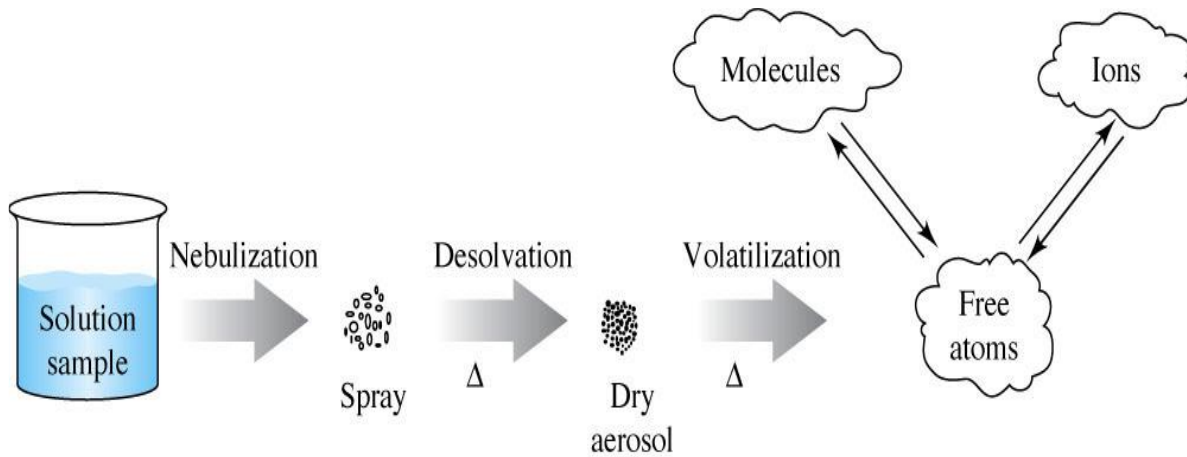 Molecules
Ions
Nebulization
Desolvation
Volatilization
Solution
sample
Free
atoms
Δ
Δ
Spray
Dry
aerosol